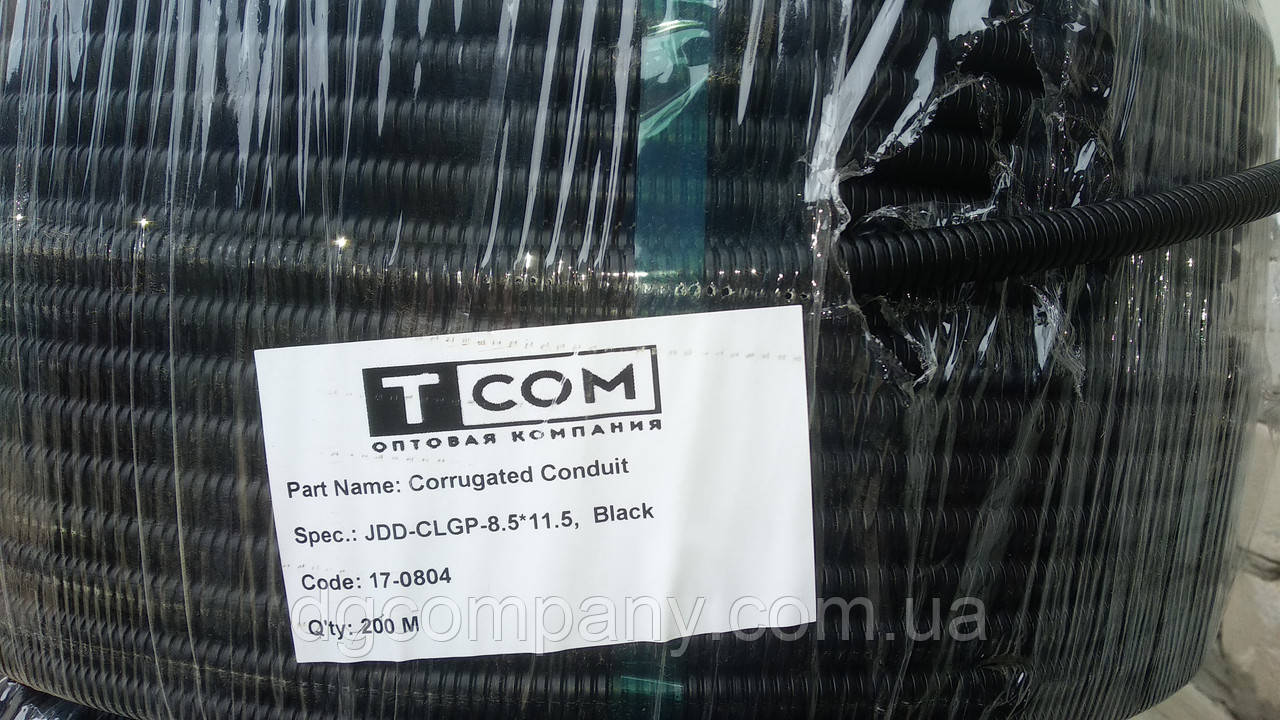 TCOM
ОПТОВАЯ КОМПАНИЯ
Part Name: Corrugated Conduit
Spec.: JDD-CLGP-8.5*11.5, Black
Code: 17-0804
Q'ty: 200 M
dgcompany.com.ua